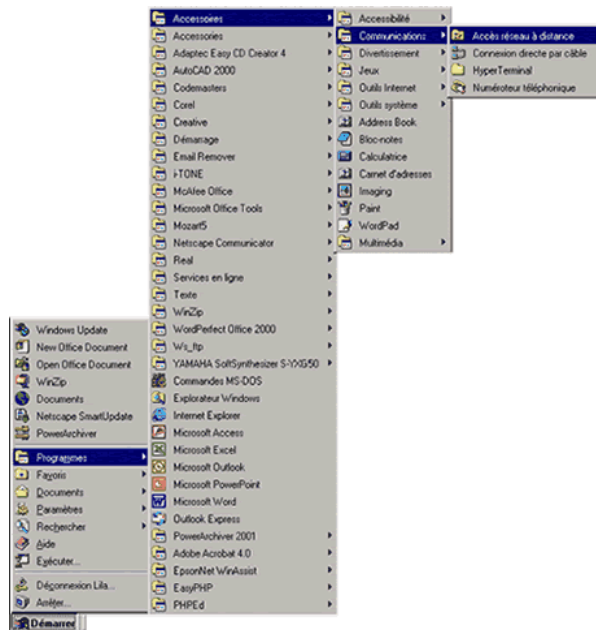 Accessoires
Accessories
Adaptec Easy CD Creator 4
AutoCAD 2000
Codemasters
Corel
Creative
Démarrage
Email Remover
i-TONE
McAfee Office
Microsoft Office Tools
Mozart5
Netscape Communicator
Real
Services en ligne
Texte
WinZip
WordPerfect Office 2000
Ws_ftp
YAMAHA SoftSynthesizer S-YXG50
Commandes MS-DOS
Explorateur Windows
Internet Explorer
Microsoft Access
Microsoft Excel
Microsoft Outlook
Microsoft PowerPoint
Microsoft Word
Outlook Express
PowerArchiver 2001
Adobe Acrobat 4.0
EpsonNet WinAssist
EasyPHP
PHPEd
Accessibilité
Communications
Divertissement
Jeux
Outils Internet
Outils système
Address Book
Bloc-notes
Calculatrice
Carnet d'adresses
Imaging
Paint
WordPad
Multimédia
Accès réseau à distance
Connexion directe par câble
HyperTerminal
Numéroteur téléphonique
Windows Update
New Office Document
Open Office Document
WinZip
Documents
Netscape SmartUpdate
PowerArchiver
Programmes
Favoris
Documents
Paramètres
Rechercher
Aide
Exécuter...
Déconnexion Lila...
Arrêter...
Démarrer